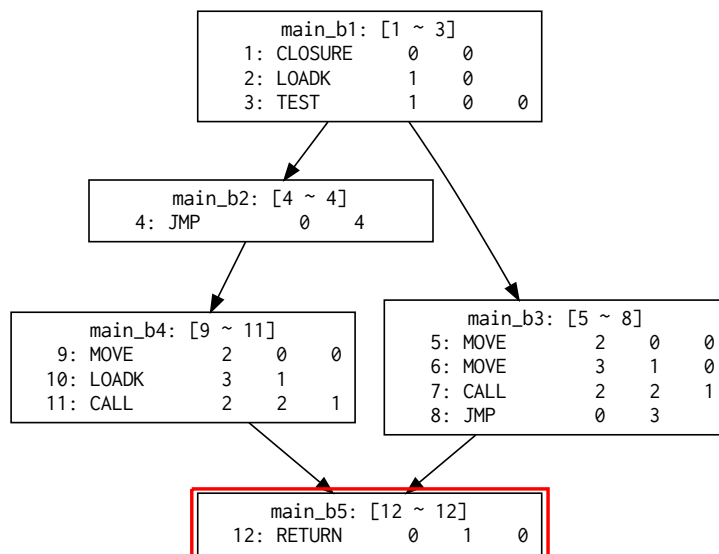 main_b1: [1 ~ 3]
1: CLOSURE 0 0
2: LOADK 1 0
3: TEST 1 0 0
main_b2: [4 ~ 4]
4: JMP 0 4
main_b4: [9 ~ 11]
9: MOVE 2 0 0
10: LOADK 3 1
11: CALL 2 2 1
main_b3: [5 ~ 8]
5: MOVE 2 0 0
6: MOVE 3 1 0
7: CALL 2 2 1
8: JMP 0 3
main_b5: [12 ~ 12]
12: RETURN 0 1 0